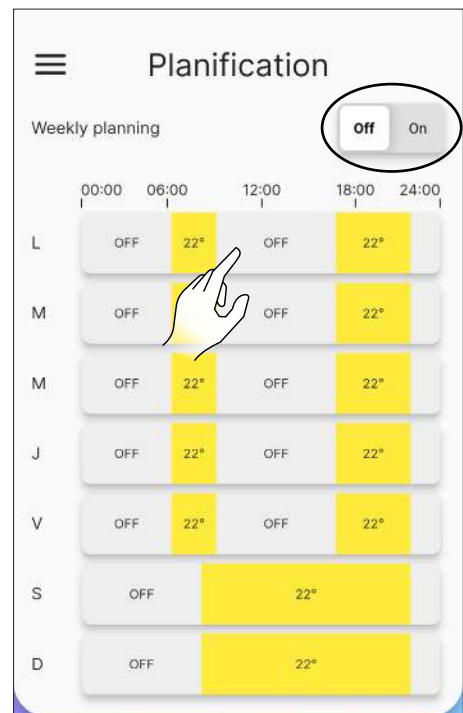 Planification
Weekly planning Off On
00:00 06:00 12:00 18:00 24:00
L OFF 22° OFF 22°
M OFF OFF 22°
M OFF 22° OFF 22°
J OFF 22° OFF 22°
V OFF 22° OFF 22°
S OFF 22°
D OFF 22°